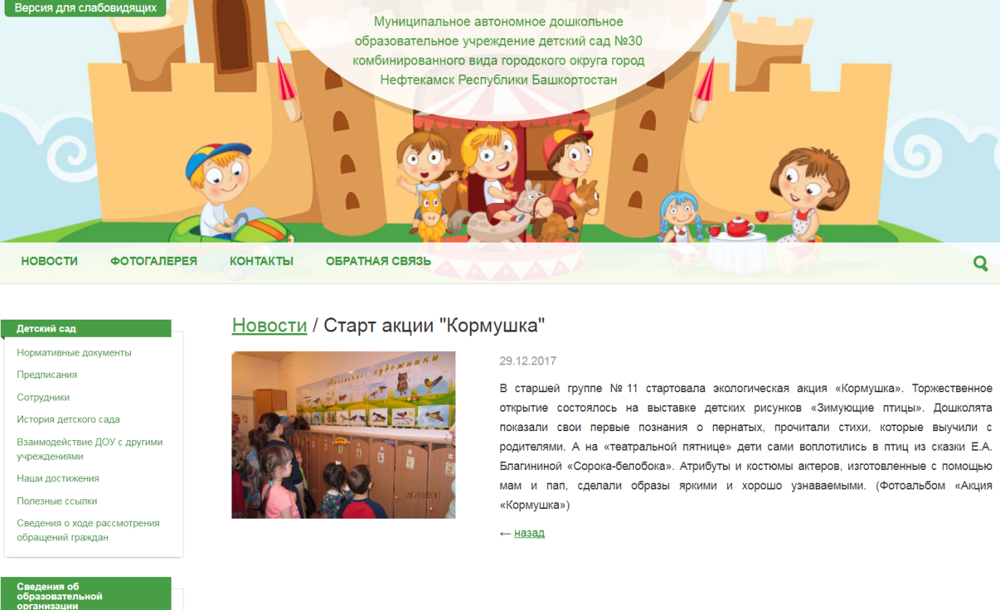 Версия для слабовидящих
Муниципальное автономное дошкольное
образовательное учреждение детский сад №30
комбинированного вида городского округа город
Нефтекамск Республики Башкортостан
НОВОСТИ ФОТОГАЛЕРЕЯ КОНТАКТЫ ОБРАТНАЯ СВЯЗЬ
Детский сад
Нормативные документы
Предписания
Сотрудники
История детского сада
Взаимодействие ДОУ с другими
учреждениями
Наши достижения
Полезные ссылки
Сведения о ходе рассмотрения
обращений граждан
Сведения об
образовательной
организации
Новости / Старт акции "Кормушка"
Маленькие художники
29.12.2017
В старшей группе № 11 стартовала экологическая акция «Кормушка». Торжественное
открытие состоялось на выставке детских рисунков «Зимующие птицы». Дошколята
показали свои первые познания о пернатых, прочитали стихи, которые выучили с
родителями. А на «театральной пятнице» дети сами воплотились в птиц из сказки Е.А.
Благининой «Сорока-белобока». Атрибуты и костюмы актеров, изготовленные с помощью
мам и пап, сделали образы яркими и хорошо узнаваемыми. (Фотоальбом «Акция
«Кормушка»)
← назад